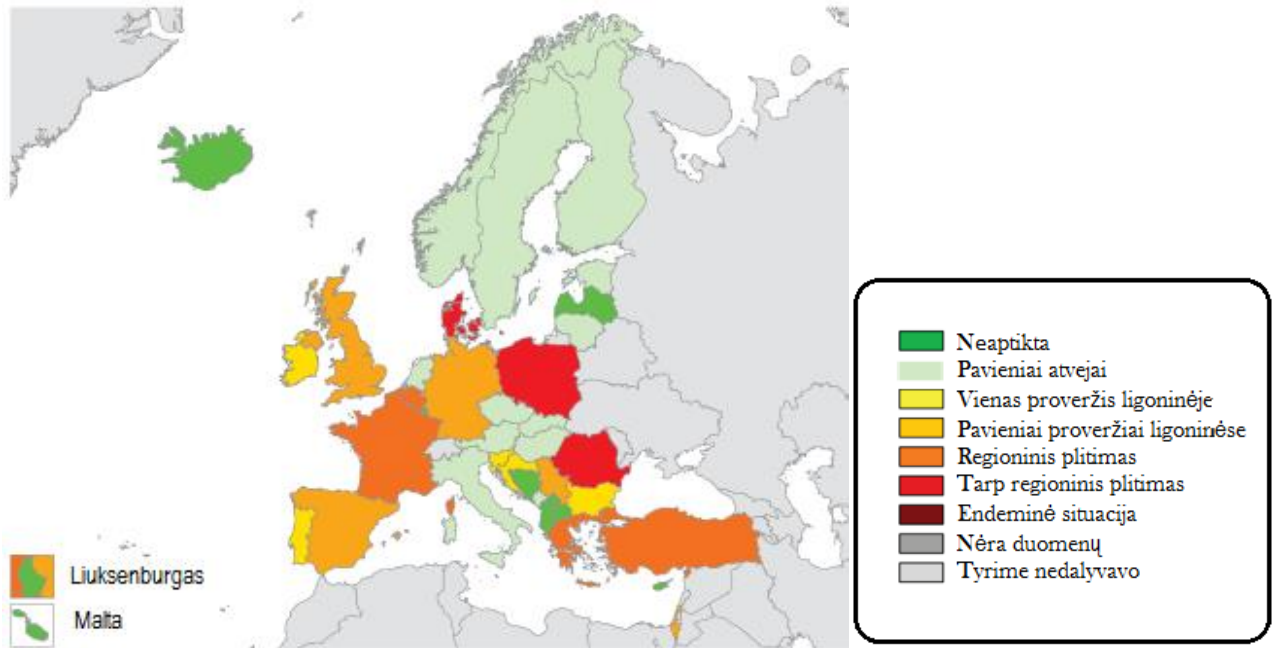 Liuksenburgas
Malta
Neaptikta
Pavieniai atvejai
Vienas proveržis ligoninėje
Pavieniai proveržiai ligoninėse
Regioninis plitimas
Tarp regioninis plitimas
Endeminė situacija
Nėra duomenų
Tyrime nedalyvavo